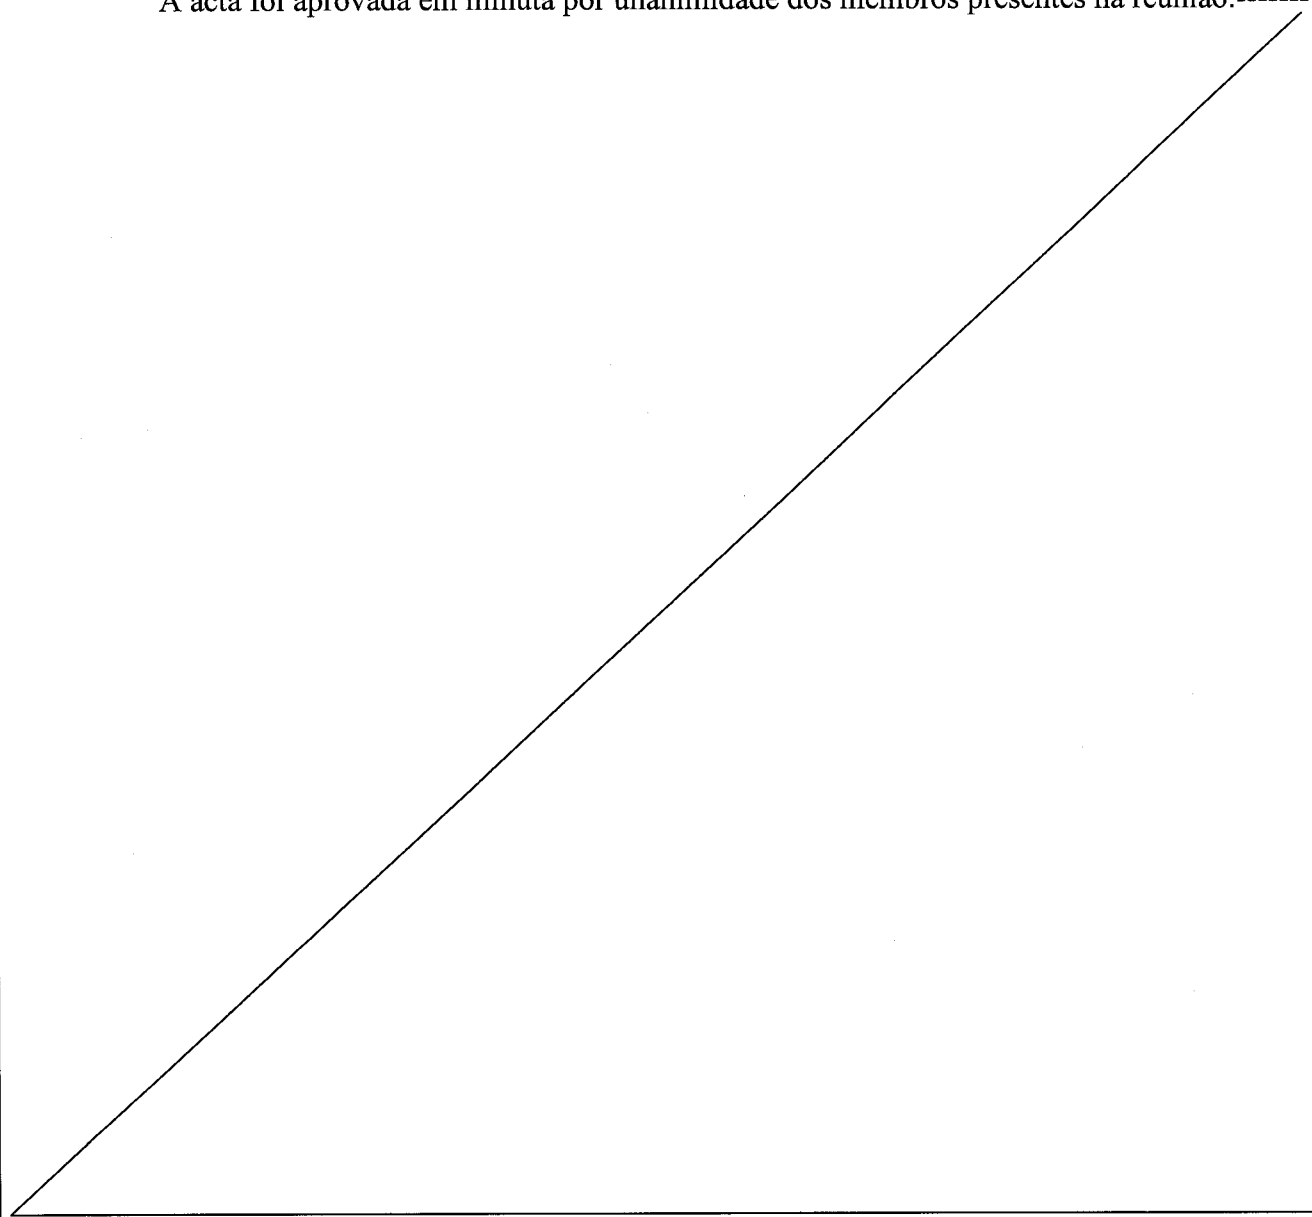 A acta foi aprovada em minuta por unanimidade dos membros presentes na reunião.-------